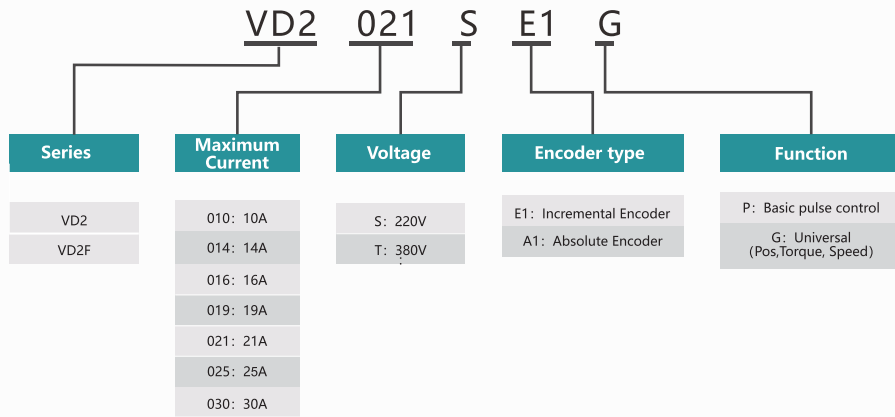 VD2 021 S E1 G
Series
Maximum
Current
Voltage
Encoder type
Function
VD2
VD2F
010: 10A
014: 14A
016: 16A
019: 19A
021: 21A
025: 25A
030: 30A
S: 220V
T: 380V
E1: Incremental Encoder
A1: Absolute Encoder
P: Basic pulse control
G: Universal
(Pos,Torque, Speed)